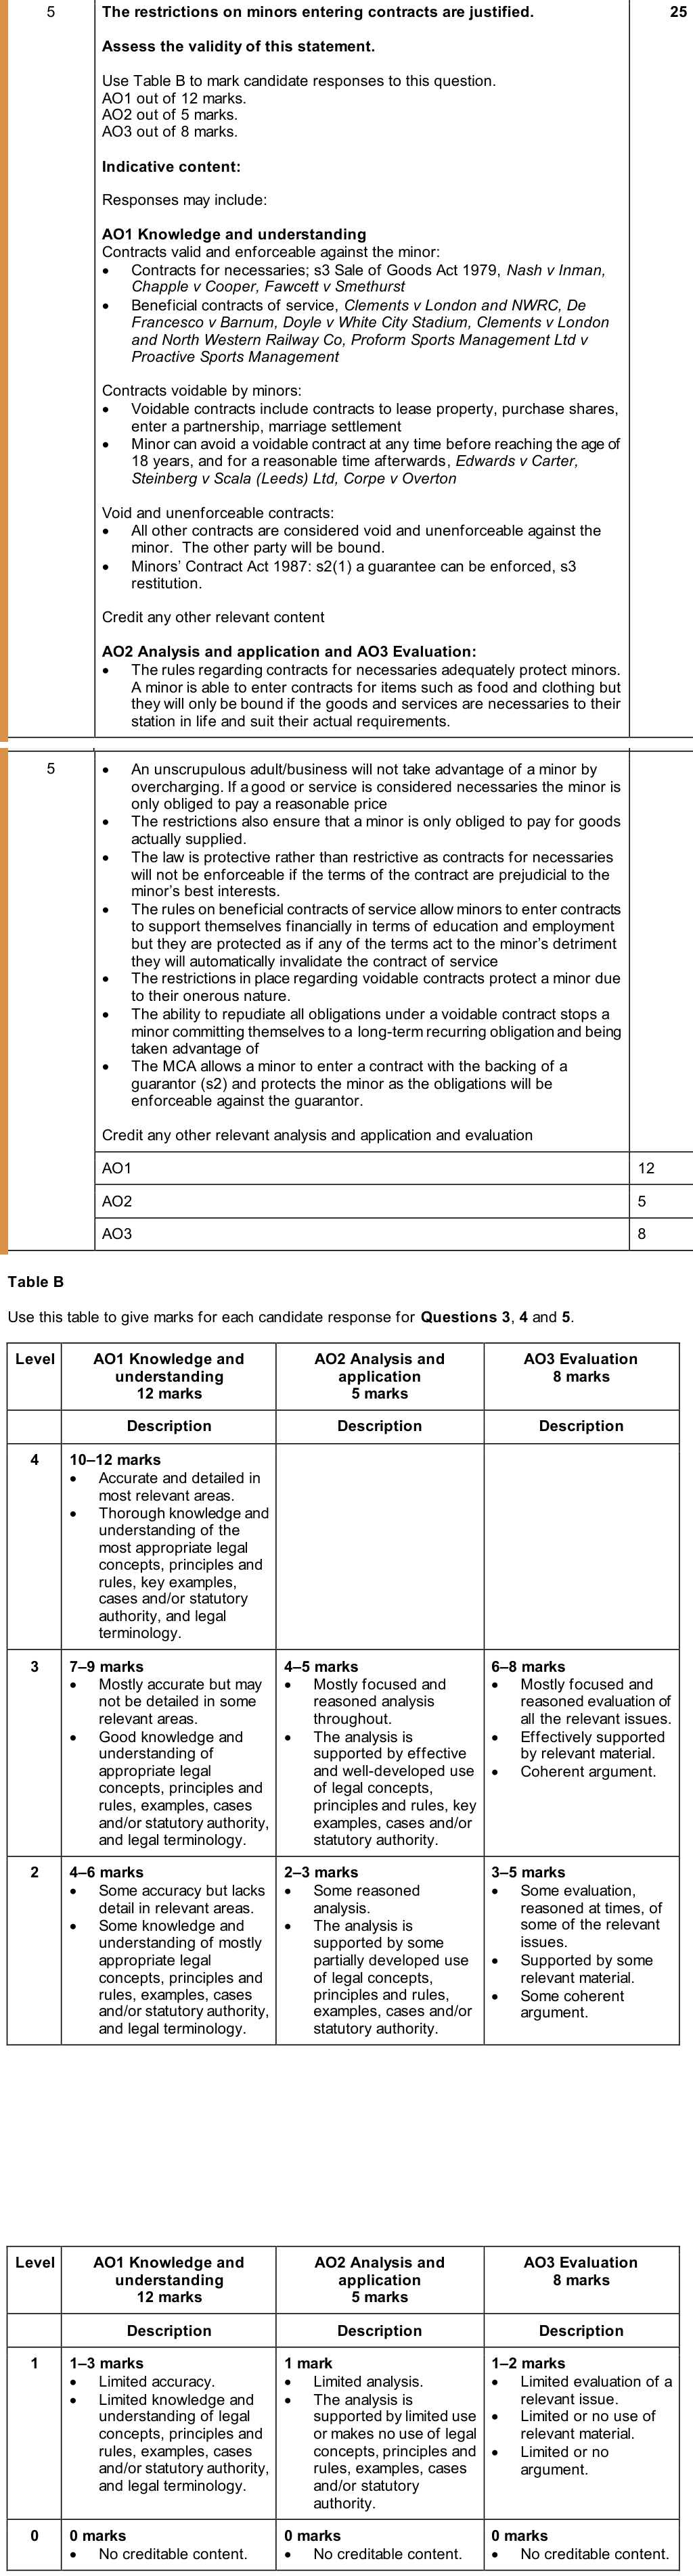 5
The restrictions on minors entering contracts are justified.
25
Assess the validity of this statement.
Use Table B to mark candidate responses to this question.
AO1 out of 12 marks.
AO2 out of 5 marks.
AO3 out of 8 marks.
Indicative content:
Responses may include:
AO1 Knowledge and understanding
Contracts valid and enforceable against the minor:
• Contracts for necessaries; s3 Sale of Goods Act 1979, Nash v Inman,
Chapple v Cooper, Fawcett v Smethurst
• Beneficial contracts of service, Clements v London and NWRC, De
Francesco v Barnum, Doyle v White City Stadium, Clements v London
and North Western Railway Co, Proform Sports Management Ltd v
Proactive Sports Management
Contracts voidable by minors:
• Voidable contracts include contracts to lease property, purchase shares,
enter a partnership, marriage settlement
• Minor can avoid a voidable contract at any time before reaching the age of
18 years, and for a reasonable time afterwards, Edwards v Carter,
Steinberg v Scala (Leeds) Ltd, Corpe v Overton
Void and unenforceable contracts:
• All other contracts are considered void and unenforceable against the
minor. The other party will be bound.
• Minors' Contract Act 1987: s2(1) a guarantee can be enforced, s3
restitution.
Credit any other relevant content
AO2 Analysis and application and AO3 Evaluation:
• The rules regarding contracts for necessaries adequately protect minors.
A minor is able to enter contracts for items such as food and clothing but
they will only be bound if the goods and services are necessaries to their
station in life and suit their actual requirements.
5
• An unscrupulous adult/business will not take advantage of a minor by
overcharging. If a good or service is considered necessaries the minor is
only obliged to pay a reasonable price
• The restrictions also ensure that a minor is only obliged to pay for goods
actually supplied.
• The law is protective rather than restrictive as contracts for necessaries
will not be enforceable if the terms of the contract are prejudicial to the
minor's best interests.
• The rules on beneficial contracts of service allow minors to enter contracts
to support themselves financially in terms of education and employment
but they are protected as if any of the terms act to the minor's detriment
they will automatically invalidate the contract of service
• The restrictions in place regarding voidable contracts protect a minor due
to their onerous nature.
• The ability to repudiate all obligations under a voidable contract stops a
minor committing themselves to a long-term recurring obligation and being
taken advantage of
• The MCA allows a minor to enter a contract with the backing of a
guarantor (s2) and protects the minor as the obligations will be
enforceable against the guarantor.
Credit any other relevant analysis and application and evaluation
AO1 12
AO2 5
AO3 8
Table B
Use this table to give marks for each candidate response for Questions 3, 4 and 5.
Level
AO1 Knowledge and
understanding
12 marks
AO2 Analysis and
application
5 marks
AO3 Evaluation
8 marks
Description
Description
Description
4
10–12 marks
• Accurate and detailed in
most relevant areas.
• Thorough knowledge and
understanding of the
most appropriate legal
concepts, principles and
rules, key examples,
cases and/or statutory
authority, and legal
terminology.
3
7–9 marks
• Mostly accurate but may
not be detailed in some
relevant areas.
• Good knowledge and
understanding of
appropriate legal
concepts, principles and
rules, examples, cases
and/or statutory authority,
and legal terminology.
4–5 marks
• Mostly focused and
reasoned analysis
throughout.
• The analysis is
supported by effective
and well-developed use
of legal concepts,
principles and rules, key
examples, cases and/or
statutory authority.
6–8 marks
• Mostly focused and
reasoned evaluation of
all the relevant issues.
• Effectively supported
by relevant material.
• Coherent argument.
2
4–6 marks
• Some accuracy but lacks
detail in relevant areas.
• Some knowledge and
understanding of mostly
appropriate legal
concepts, principles and
rules, examples, cases
and/or statutory authority,
and legal terminology.
2–3 marks
• Some reasoned
analysis.
• The analysis is
supported by some
partially developed use
of legal concepts,
principles and rules,
examples, cases and/or
statutory authority.
3–5 marks
• Some evaluation,
reasoned at times, of
some of the relevant
issues.
• Supported by some
relevant material.
• Some coherent
argument.
Level
AO1 Knowledge and
understanding
12 marks
AO2 Analysis and
application
5 marks
AO3 Evaluation
8 marks
Description
Description
Description
1
1–3 marks
• Limited accuracy.
• Limited knowledge and
understanding of legal
concepts, principles and
rules, examples, cases
and/or statutory authority,
and legal terminology.
1 mark
• Limited analysis.
• The analysis is
supported by limited use
or makes no use of legal
concepts, principles and
rules, examples, cases
and/or statutory
authority.
1–2 marks
• Limited evaluation of a
relevant issue.
• Limited or no use of
relevant material.
• Limited or no
argument.
0
0 marks
• No creditable content.
0 marks
• No creditable content.
0 marks
• No creditable content.